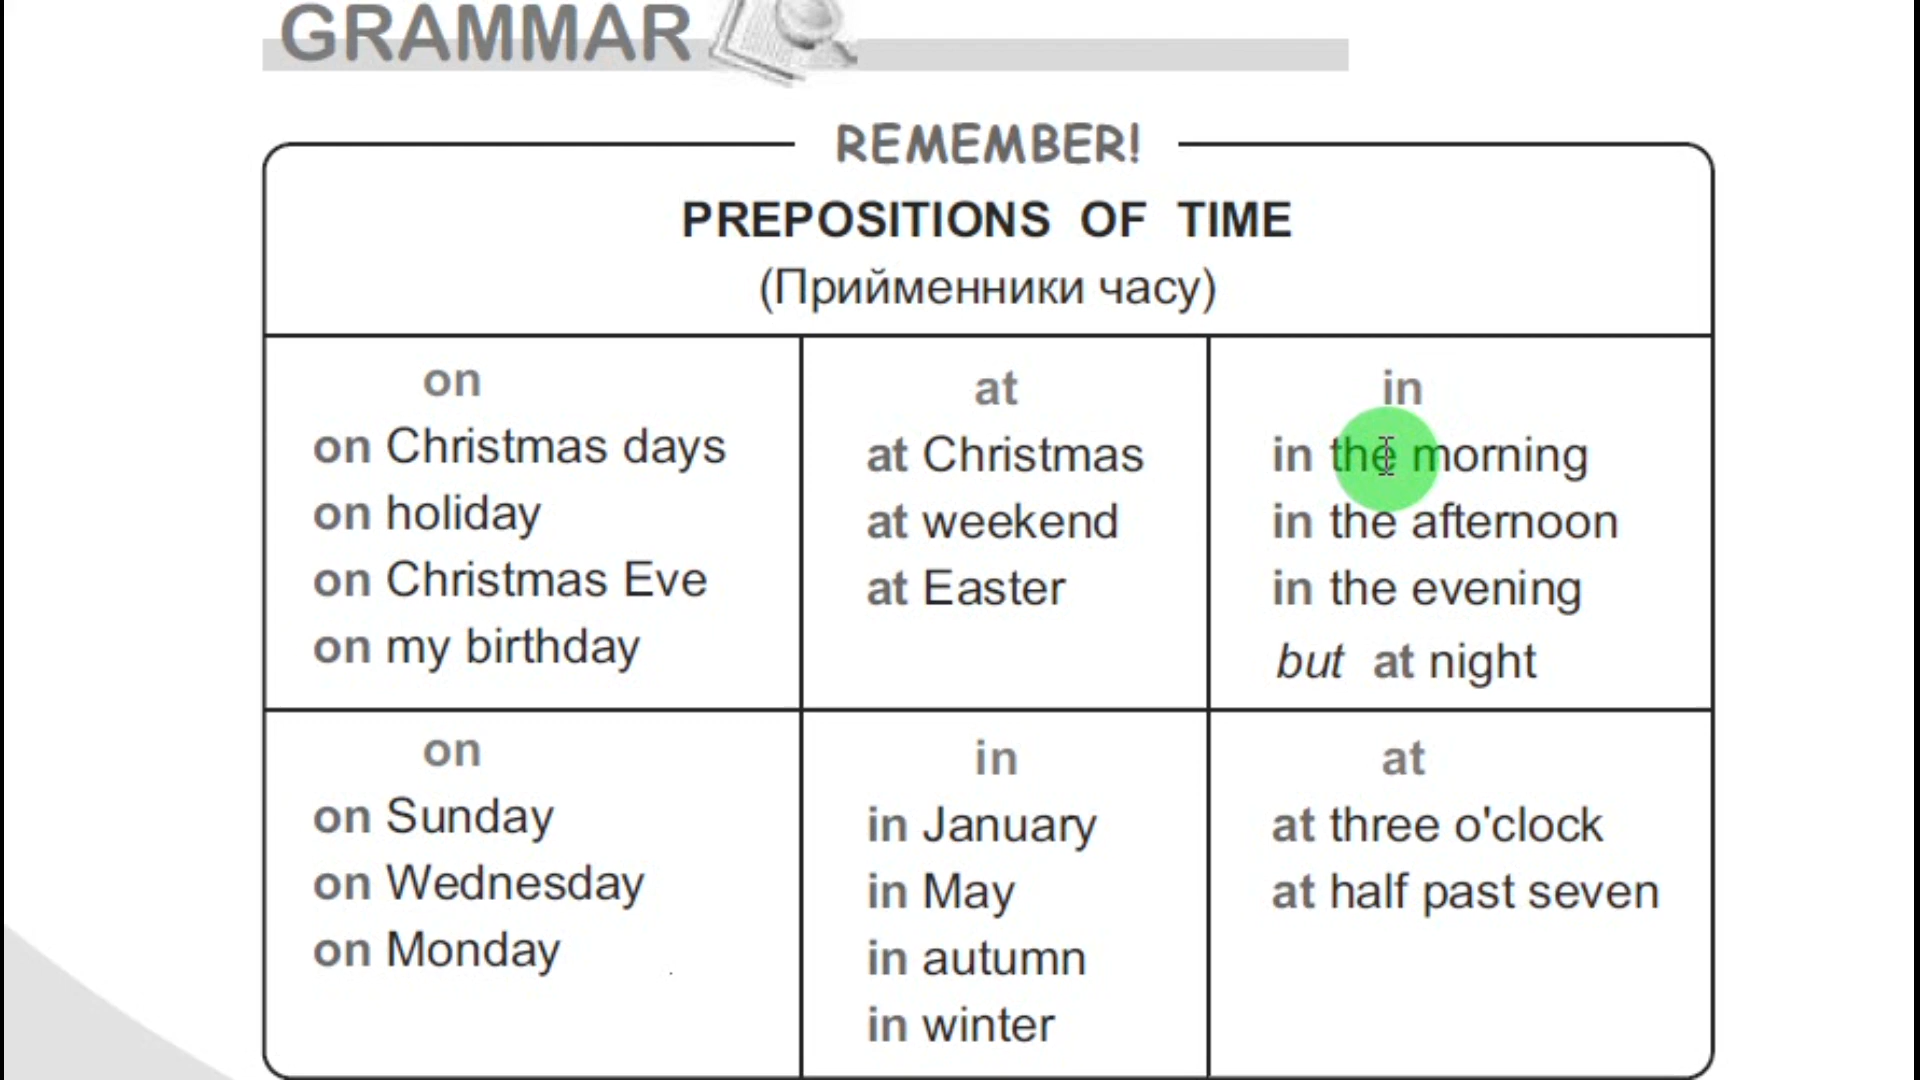 GRAMMAR
REMEMBER!
PREPOSITIONS OF TIME
(Прийменники часу)
on
on Christmas days
on holiday
on Christmas Eve
on my birthday
at
at Christmas
at weekend
at Easter
in
in the morning
in the afternoon
in the evening
but at night
on
on Sunday
on Wednesday
on Monday
in
in January
in May
in autumn
in winter
at
at three o'clock
at half past seven